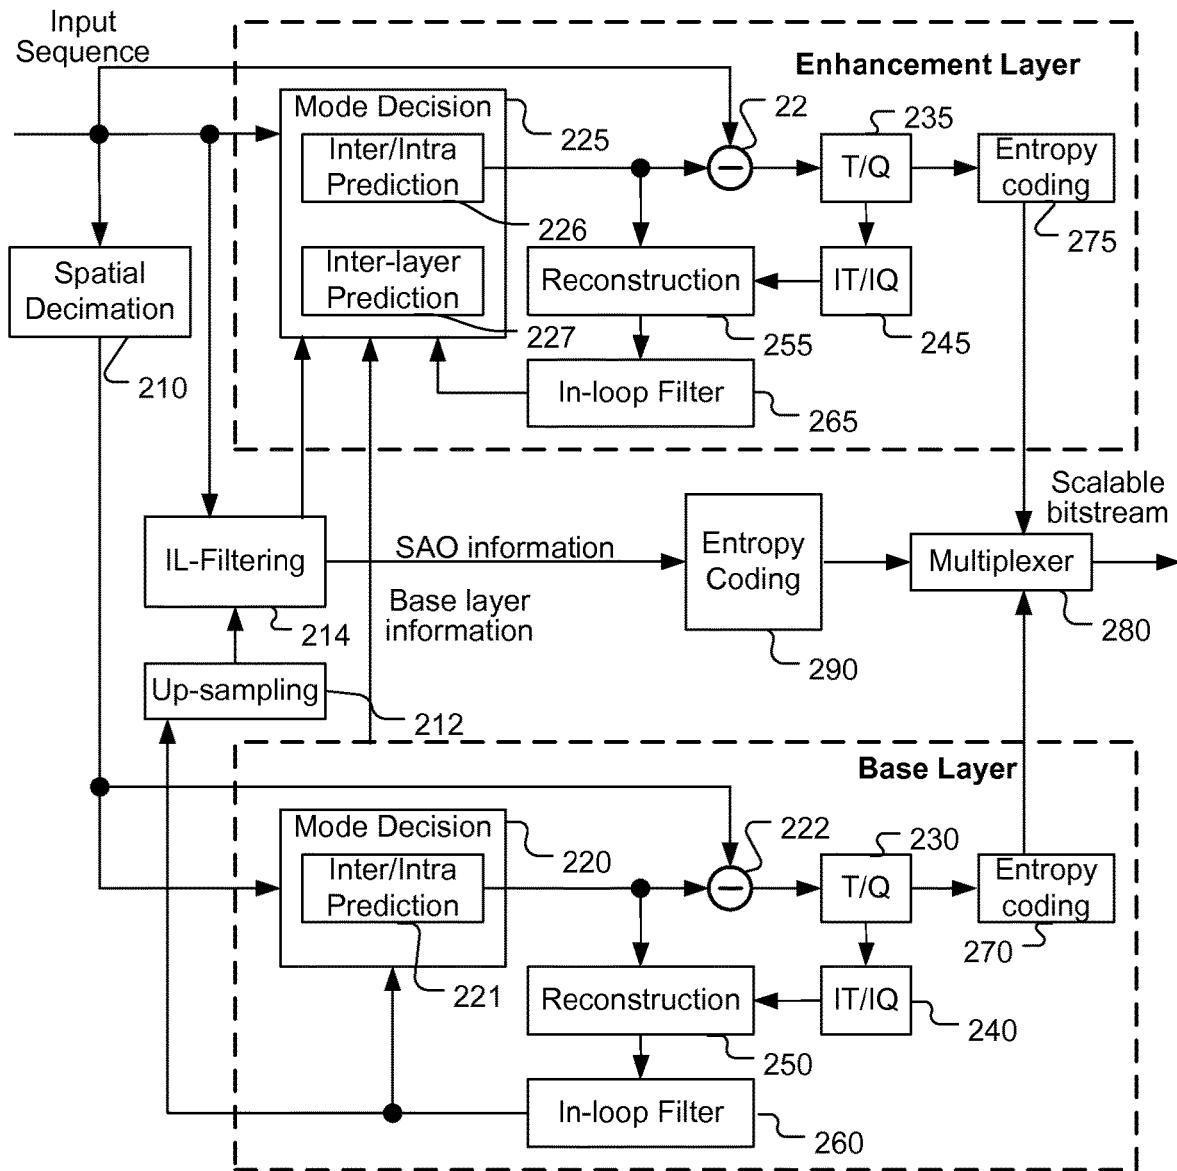 Input
Sequence
Enhancement Layer
Mode Decision
225
22
235
Inter/Intra
Prediction
226
T/Q
Entropy
coding
275
Spatial
Decimation
210
Inter-layer
Prediction
227
Reconstruction
255
IT/IQ
245
In-loop Filter
265
Scalable
bitstream
IL-Filtering
214
SAO information
Entropy
Coding
290
Multiplexer
280
Base layer
information
Up-sampling
212
Base Layer
Mode Decision
220
222
230
Inter/Intra
Prediction
221
T/Q
Entropy
coding
270
Reconstruction
250
IT/IQ
240
In-loop Filter
260